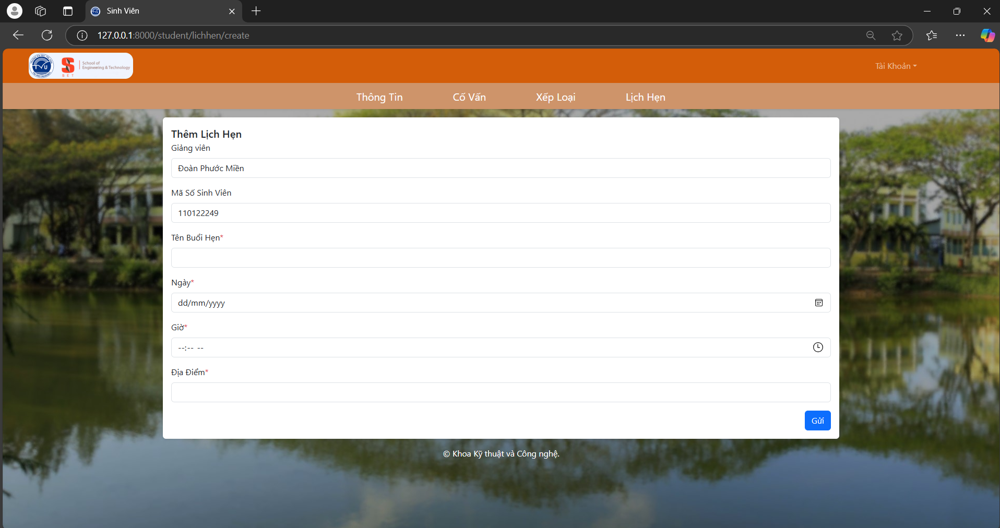 Sinh Viên
127.0.0.1:8000/student/lichhen/create
TVU
SET
School of
Engineering & Technology
Tài Khoản
Thông Tin
Cố Vấn
Xếp Loại
Lịch Hẹn
Thêm Lịch Hẹn
Giảng viên
Đoàn Phước Miền
Mã Số Sinh Viên
110122249
Tên Buổi Hẹn*
Ngày*
dd/mm/yyyy
Giờ*
--:-- --
Địa Điểm*
Gửi
© Khoa Kỹ thuật và Công nghệ.